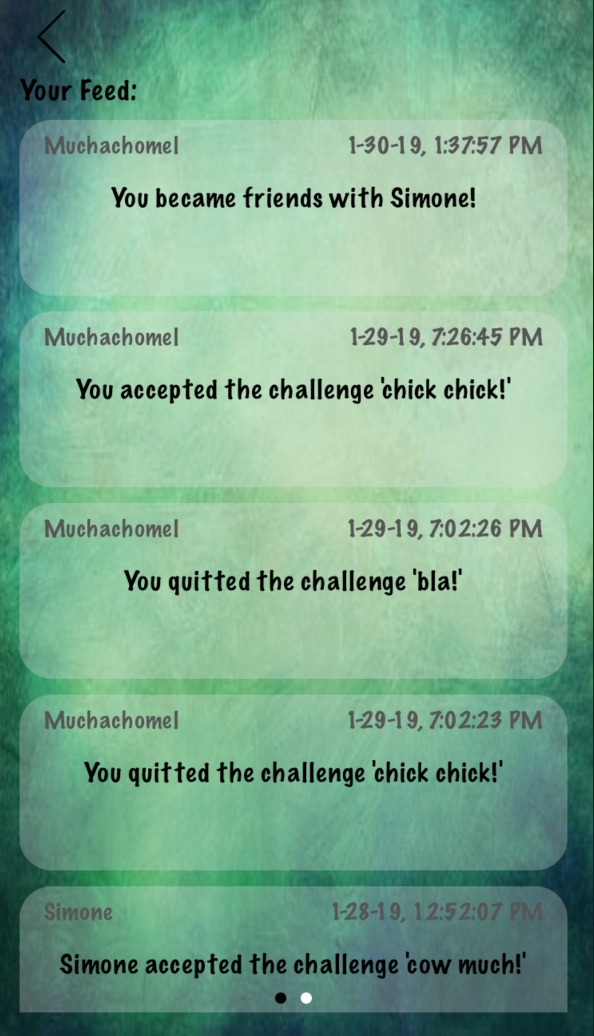 Your Feed:
Muchachomel 1-30-19, 1:37:57 PM
You became friends with Simone!
Muchachomel 1-29-19, 7:26:45 PM
You accepted the challenge 'chick chick!'
Muchachomel 1-29-19, 7:02:26 PM
You quitted the challenge 'bla!'
Muchachomel 1-29-19, 7:02:23 PM
You quitted the challenge 'chick chick!'
Simone 1-28-19, 12:52:07 PM
Simone accepted the challenge 'cow much!'